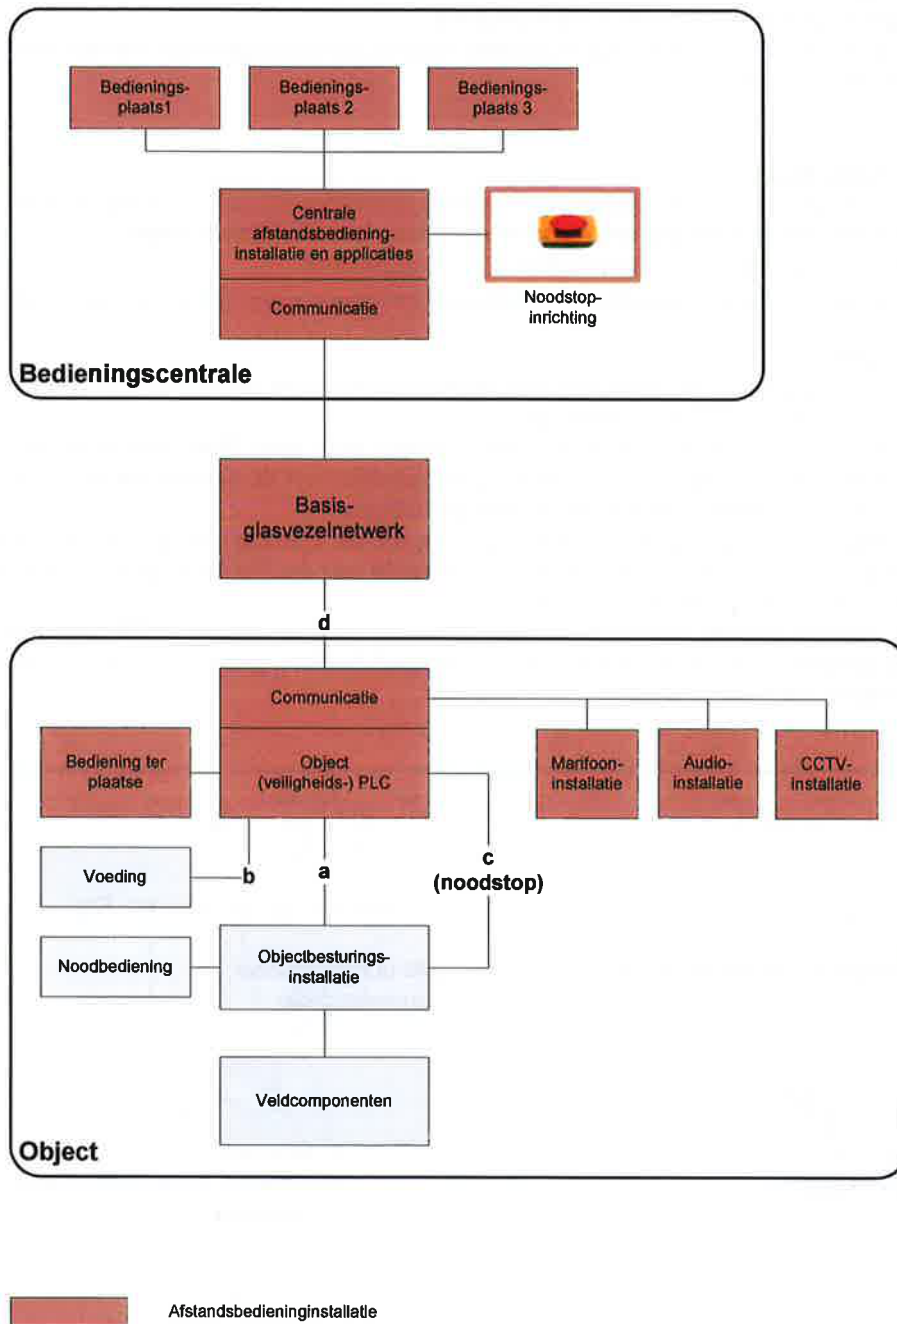 Bedienings-
plaats1
Bedienings-
plaats 2
Bedienings-
plaats 3
Centrale
afstandsbediening-
installatie en applicaties
Communicatie
Noodstop-
inrichting
Bedieningscentrale
Basis-
glasvezelnetwerk
d
Communicatie
Bediening ter
plaatse
Object
(veiligheids-) PLC
Marifoon-
installatie
Audio-
installatie
CCTV-
installatie
Voeding
b
a
c
(noodstop)
Noodbediening
Objectbesturings-
installatie
Veldcomponenten
Object
Afstandsbedieninginstallatie